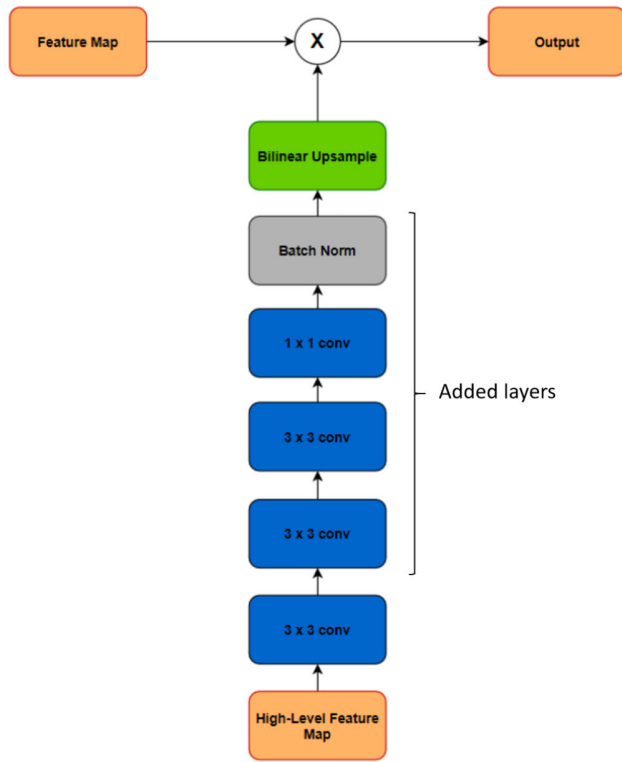 Feature Map
X
Output
Bilinear Upsample
Batch Norm
1 x 1 conv
Added layers
3 x 3 conv
3 x 3 conv
3 x 3 conv
High-Level Feature
Map